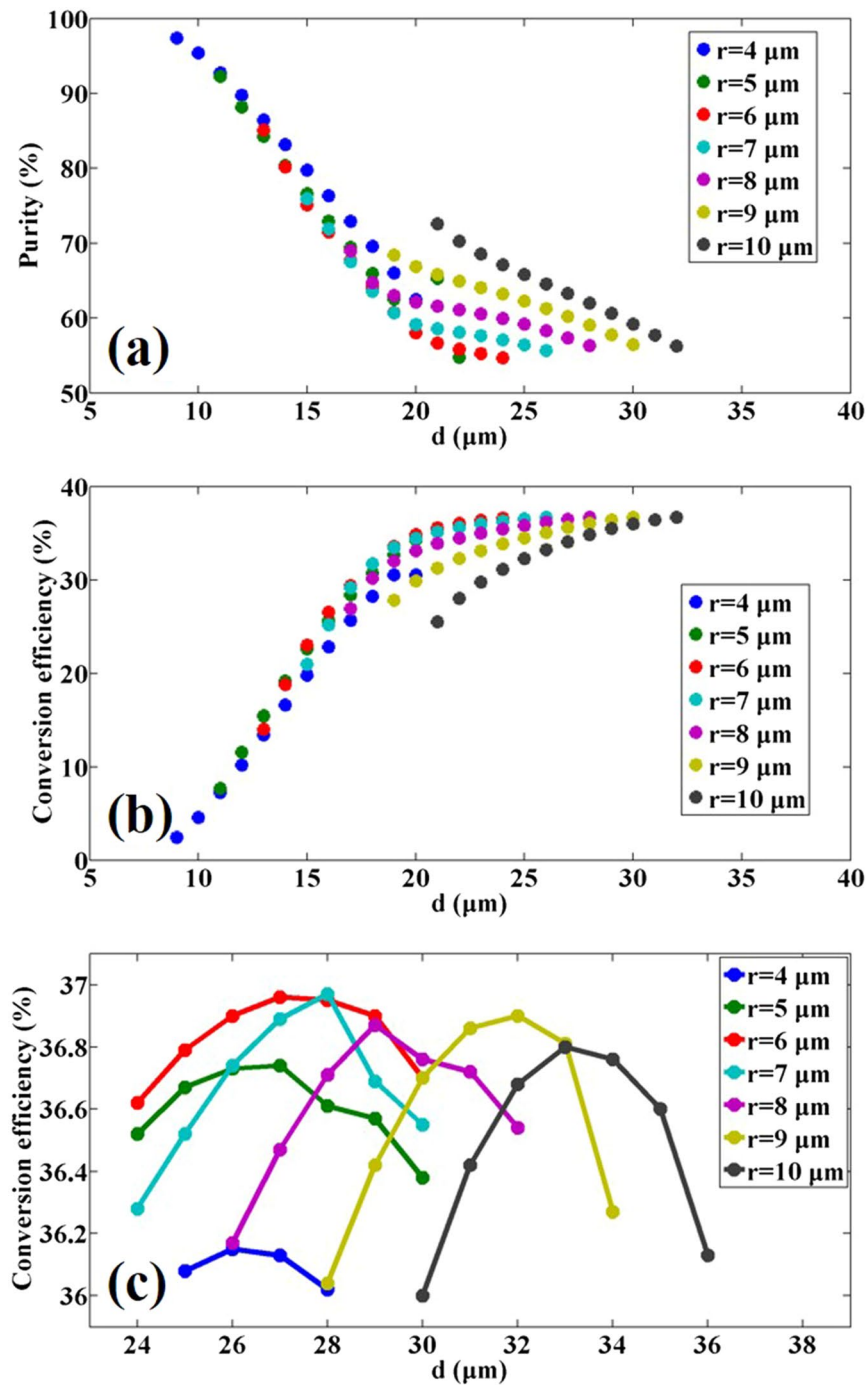 100
90
80
70
60
50
Purity (%)
r=4 μm
r=5 μm
r=6 μm
r=7 μm
r=8 μm
r=9 μm
r=10 μm
(a)
5 10 15 20 25 30 35 40
d (μm)
40
30
20
10
0
Conversion efficiency (%)
r=4 μm
r=5 μm
r=6 μm
r=7 μm
r=8 μm
r=9 μm
r=10 μm
(b)
5 10 15 20 25 30 35 40
d (μm)
37
36.8
36.6
36.4
36.2
36
Conversion efficiency (%)
r=4 μm
r=5 μm
r=6 μm
r=7 μm
r=8 μm
r=9 μm
r=10 μm
(c)
24 26 28 30 32 34 36 38
d (μm)